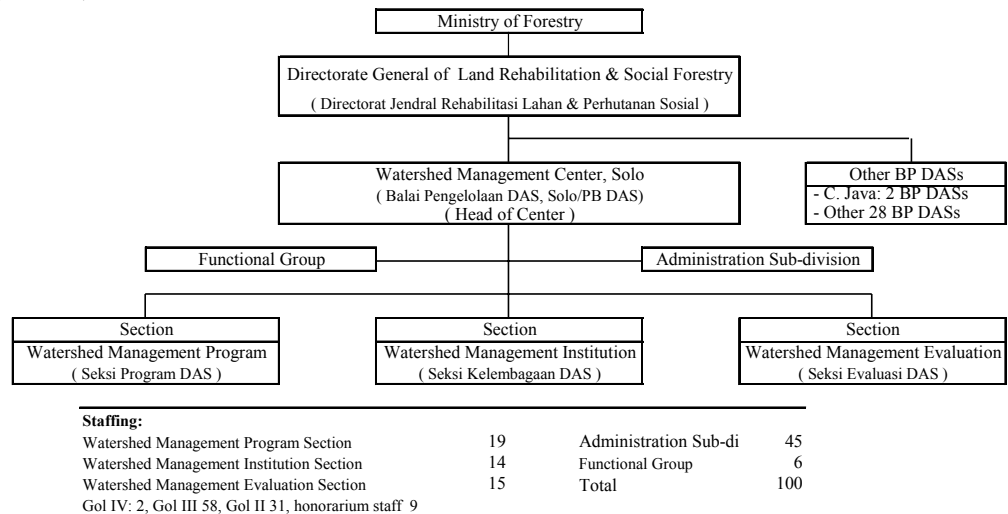 Ministry of Forestry
Directorate General of Land Rehabilitation & Social Forestry
( Directorat Jendral Rehabilitasi Lahan & Perhutanan Sosial )
Watershed Management Center, Solo
( Balai Pengelolaan DAS, Solo/PB DAS)
( Head of Center )
Other BP DASs
- C. Java: 2 BP DASs
- Other 28 BP DASs
Functional Group
Administration Sub-division
Section
Watershed Management Program
( Seksi Program DAS )
Section
Watershed Management Institution
( Seksi Kelembagaan DAS )
Section
Watershed Management Evaluation
( Seksi Evaluasi DAS )
Staffing:
Watershed Management Program Section 19 Administration Sub-di 45
Watershed Management Institution Section 14 Functional Group 6
Watershed Management Evaluation Section 15 Total 100
Gol IV: 2, Gol III 58, Gol II 31, honorarium staff 9